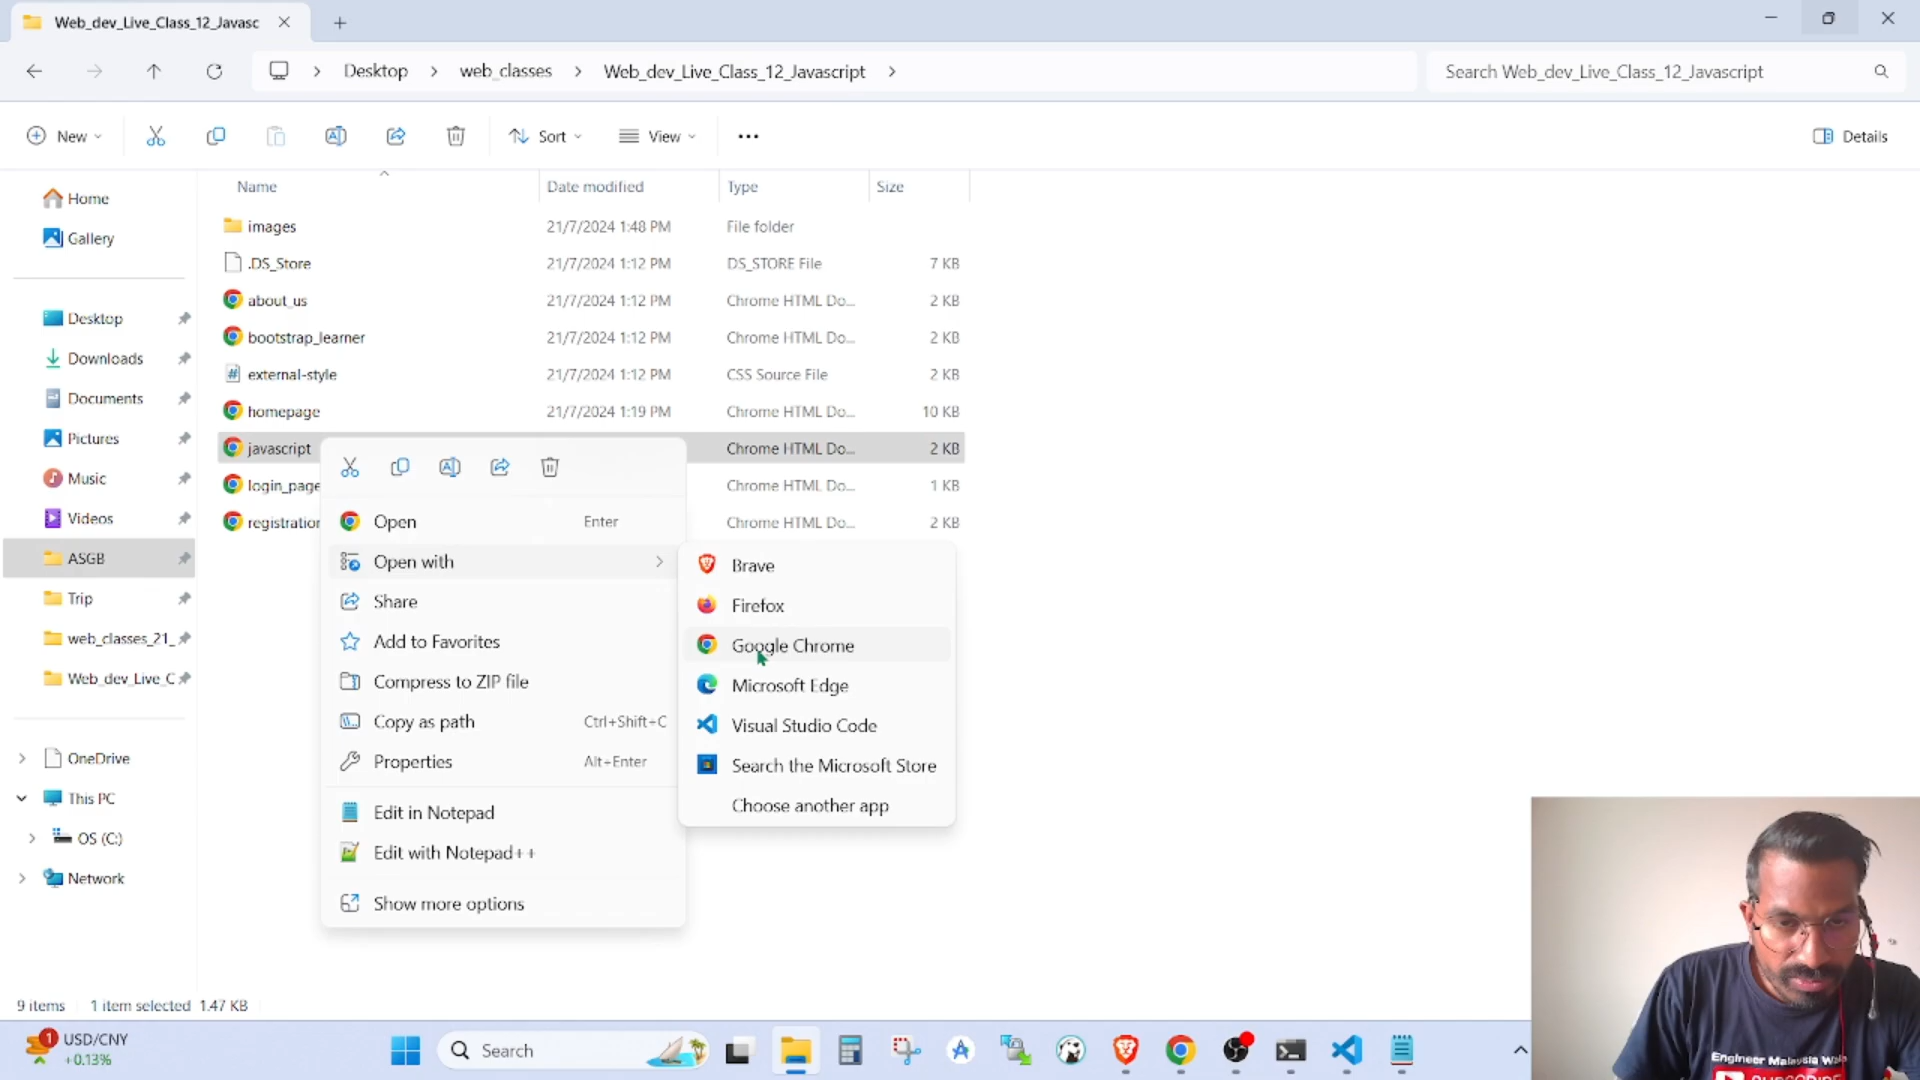 Web_dev_Live_Class_12_Javasc
Desktop
web_classes
Web_dev_Live_Class_12_Javascript
Search Web_dev_Live_Class_12_Javascript
New
Sort
View
Details
Name
Date modified
Type
Size
Home
Gallery
Desktop
Downloads
Documents
Pictures
Music
Videos
ASGB
Trip
web_classes_21_
Web_dev_Live_C
OneDrive
This PC
OS (C:)
Network
images 21/7/2024 1:48 PM File folder
.DS_Store 21/7/2024 1:12 PM DS_STORE File 7 KB
about_us 21/7/2024 1:12 PM Chrome HTML Do... 2 KB
bootstrap_learner 21/7/2024 1:12 PM Chrome HTML Do... 2 KB
external-style 21/7/2024 1:12 PM CSS Source File 2 KB
homepage 21/7/2024 1:19 PM Chrome HTML Do... 10 KB
javascript Chrome HTML Do... 2 KB
login_page Chrome HTML Do... 1 KB
registration Chrome HTML Do... 2 KB
Open Enter
Open with
Share
Add to Favorites
Compress to ZIP file
Copy as path Ctrl+Shift+C
Properties Alt+Enter
Edit in Notepad
Edit with Notepad++
Show more options
Brave
Firefox
Google Chrome
Microsoft Edge
Visual Studio Code
Search the Microsoft Store
Choose another app
9 items 1 item selected 1.47 KB
1
USD/CNY
+0.13%
Search
Engineer Malaysia
SUBSCRIBE